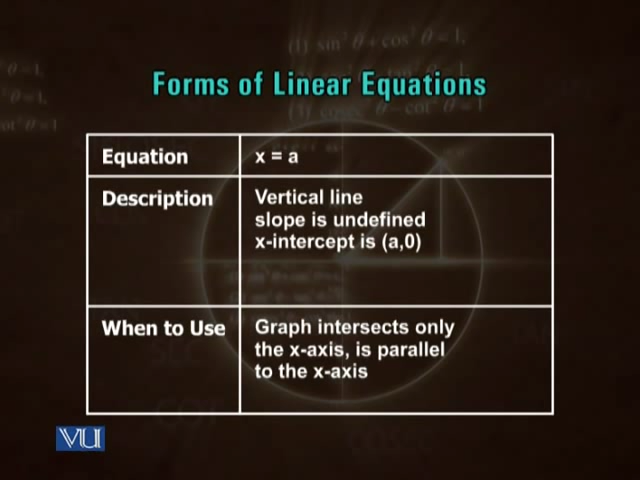 Forms of Linear Equations
Equation
x = a
Description
Vertical line
slope is undefined
x-intercept is (a,0)
When to Use
Graph intersects only
the x-axis, is parallel
to the x-axis
VU